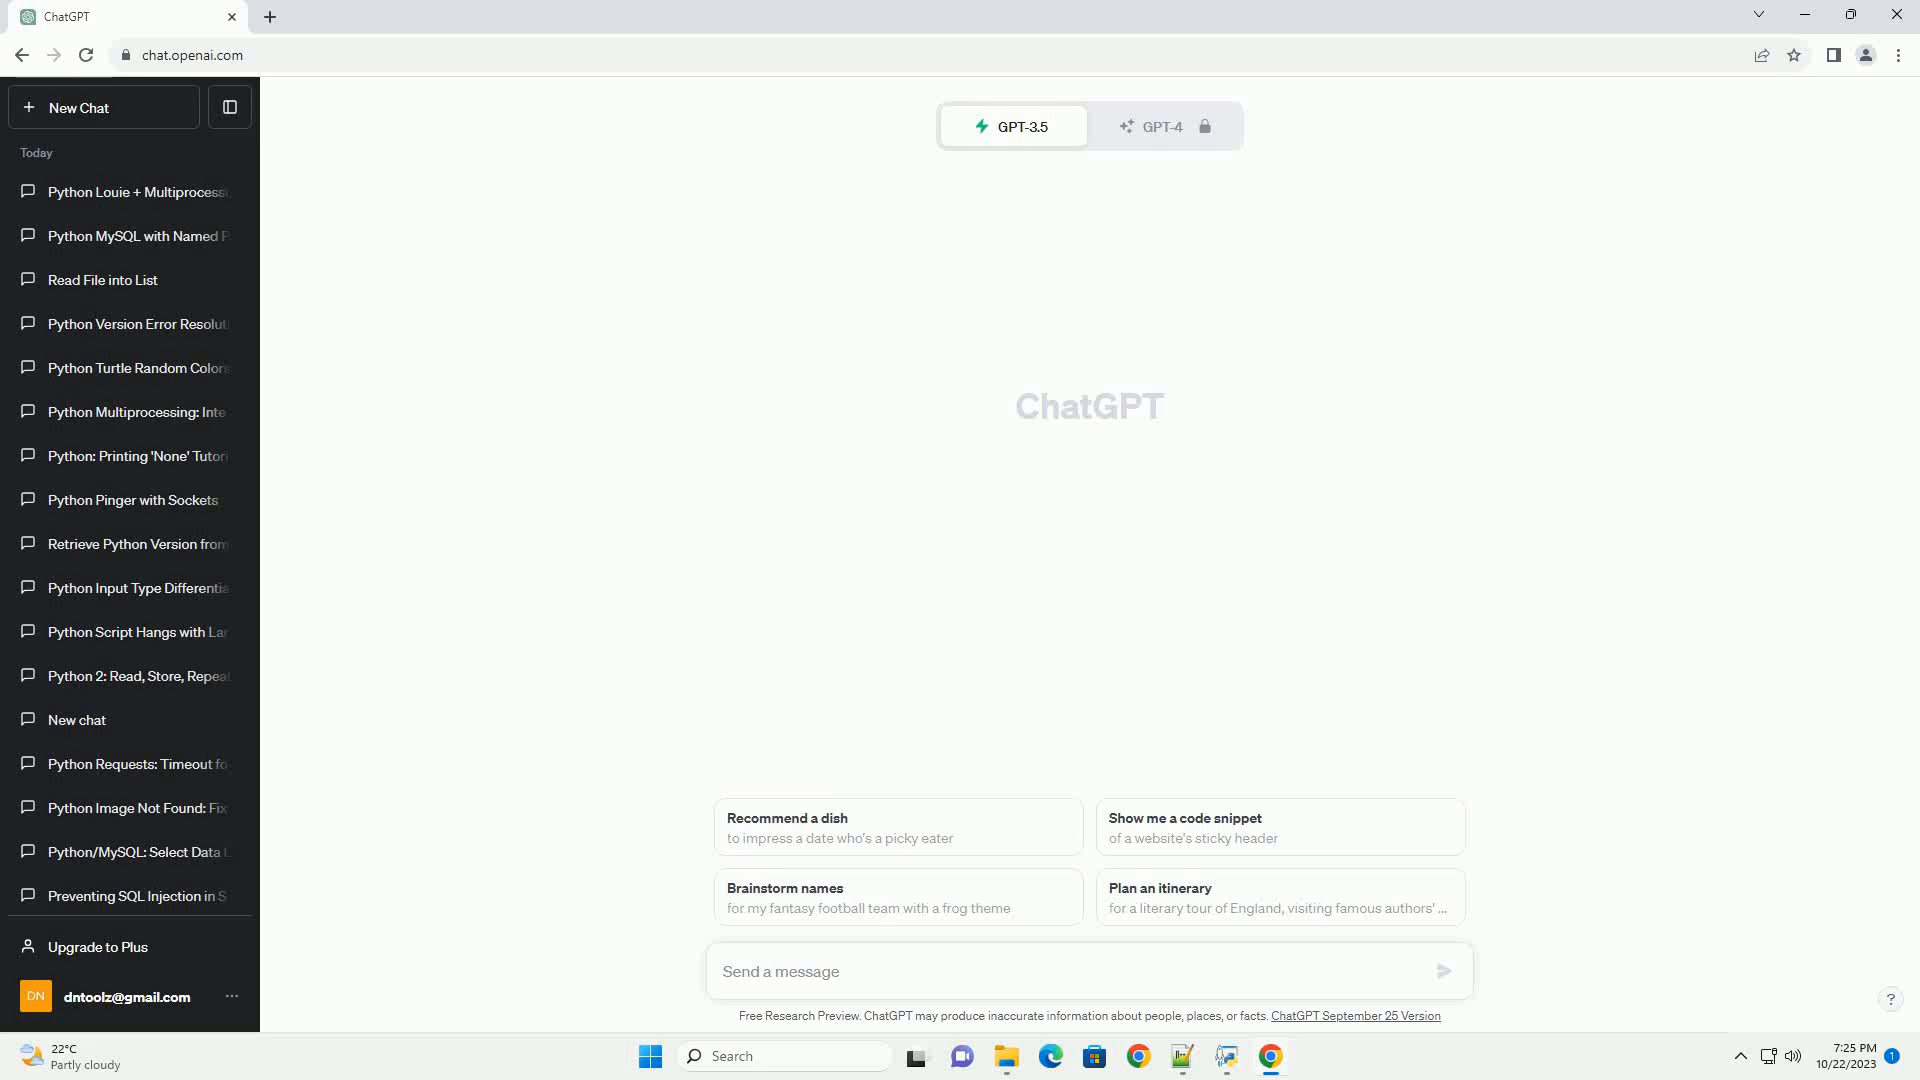 ChatGPT
chat.openai.com
New Chat
GPT-3.5
GPT-4
Today
Python Louie + Multiprocess
Python MySQL with Named
Read File into List
Python Version Error Resolut
Python Turtle Random Colors
Python Multiprocessing: Inte
Python: Printing 'None' Tutori
Python Pinger with Sockets
Retrieve Python Version from
Python Input Type Differentia
Python Script Hangs with Lar
Python 2: Read, Store, Repeat
New chat
Python Requests: Timeout fo
Python Image Not Found: Fix
Python/MySQL: Select Data
Preventing SQL Injection in S
Upgrade to Plus
DN
dntoolz@gmail.com
ChatGPT
Recommend a dish
to impress a date who's a picky eater
Show me a code snippet
of a website's sticky header
Brainstorm names
for my fantasy football team with a frog theme
Plan an itinerary
for a literary tour of England, visiting famous authors' ...
Send a message
Free Research Preview. ChatGPT may produce inaccurate information about people, places, or facts. ChatGPT September 25 Version
?
22°C
Partly cloudy
Search
7:25 PM
10/22/2023
1